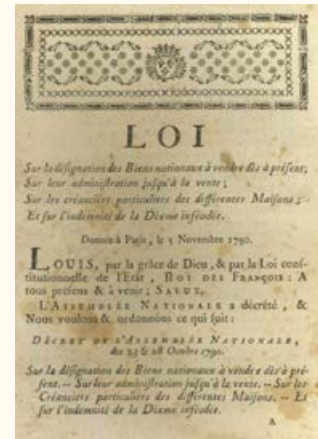 LOI
Sur la désignation des Biens nationaux à vendre dès à présent,
Sur leur administration jusqu'à la vente;
Sur les créanciers particuliers des différentes Maisons;
Et sur l'indemnité de la Dixme inféodée.
Donnée à Paris, le 5 Novembre 1790.
LOUIS, par la grâce de Dieu, & par la Loi consti-
tutionnelle de l'État, ROI DES FRANÇOIS: A
tous présens & à venir; SALUT.
L'ASSEMBLÉE NATIONALE a décrété, &
Nous voulons & ordonnons ce qui suit:
DÉCRET DE L'ASSEMBLÉE NATIONALE,
des 23 & 28 Octobre 1790.
Sur la désignation des Biens nationaux à vendre dès à pré-
sent. — Sur leur administration jusqu'à la vente. — Sur les
Créanciers particuliers des différentes Maisons. — Et
sur l'indemnité de la Dixme inféodée.
A